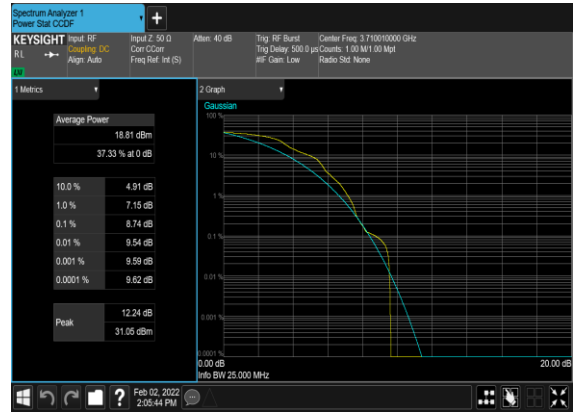 Spectrum Analyzer 1
Power Stat CCDF
KEYSIGHT Input: RF Input Z: 50 Ω Atten: 40 dB Trig: RF Burst Center Freq: 3.710010000 GHz
RL Coupling: DC Corr CCorr Trig Delay: 500.0 µs Counts: 1.00 M/1.00 Mpt
Align: Auto Freq Ref: Int (S) #IF Gain: Low Radio Std: None
1 Metrics
2 Graph
Average Power
18.81 dBm
37.33 % at 0 dB
10.0 % 4.91 dB
1.0 % 7.15 dB
0.1 % 8.74 dB
0.01 % 9.54 dB
0.001 % 9.59 dB
0.0001 % 9.62 dB
Peak
12.24 dB
31.05 dBm
Gaussian
100 %
10 %
1 %
0.1 %
0.01 %
0.001 %
0.0001 %
0.00 dB 20.00 dB
Info BW 25.000 MHz
Feb 02, 2022
2:05:44 PM